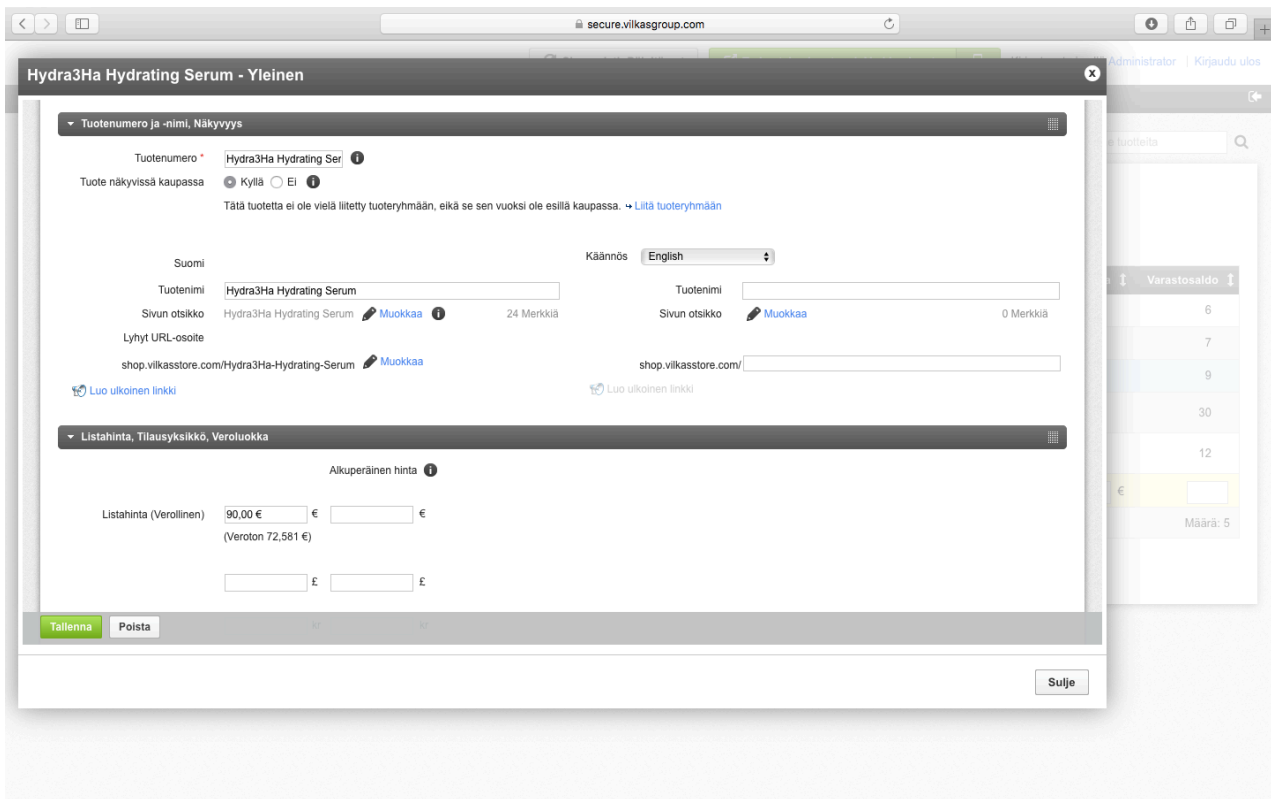 secure.vilkasgroup.com
Administrator | Kirjaudu ulos
Hydra3Ha Hydrating Serum - Yleinen
tuotteita
Tuotenumero ja -nimi, Näkyvyys
Tuotenumero * Hydra3Ha Hydrating Ser
Tuote näkyvissä kaupassa Kyllä Ei
Tätä tuotetta ei ole vielä liitetty tuoteryhmään, eikä se sen vuoksi ole esillä kaupassa. Liitä tuoteryhmään
Suomi Käännös English
Varastosaldo
Tuotenimi Hydra3Ha Hydrating Serum Tuotenimi
Sivun otsikko Hydra3Ha Hydrating Serum Muokkaa 24 Merkkiä Sivun otsikko Muokkaa 0 Merkkiä
6
Lyhyt URL-osoite
7
shop.vilkasstore.com/Hydra3Ha-Hydrating-Serum Muokkaa shop.vilkasstore.com/
9
Luo ulkoinen linkki Luo ulkoinen linkki
30
Listahinta, Tilausyksikkö, Veroluokka
12
Alkuperäinen hinta
€
Listahinta (Verollinen) 90,00 € € €
Määrä: 5
(Veroton 72,581 €)
£ £
Tallenna Poista kr kr
Sulje